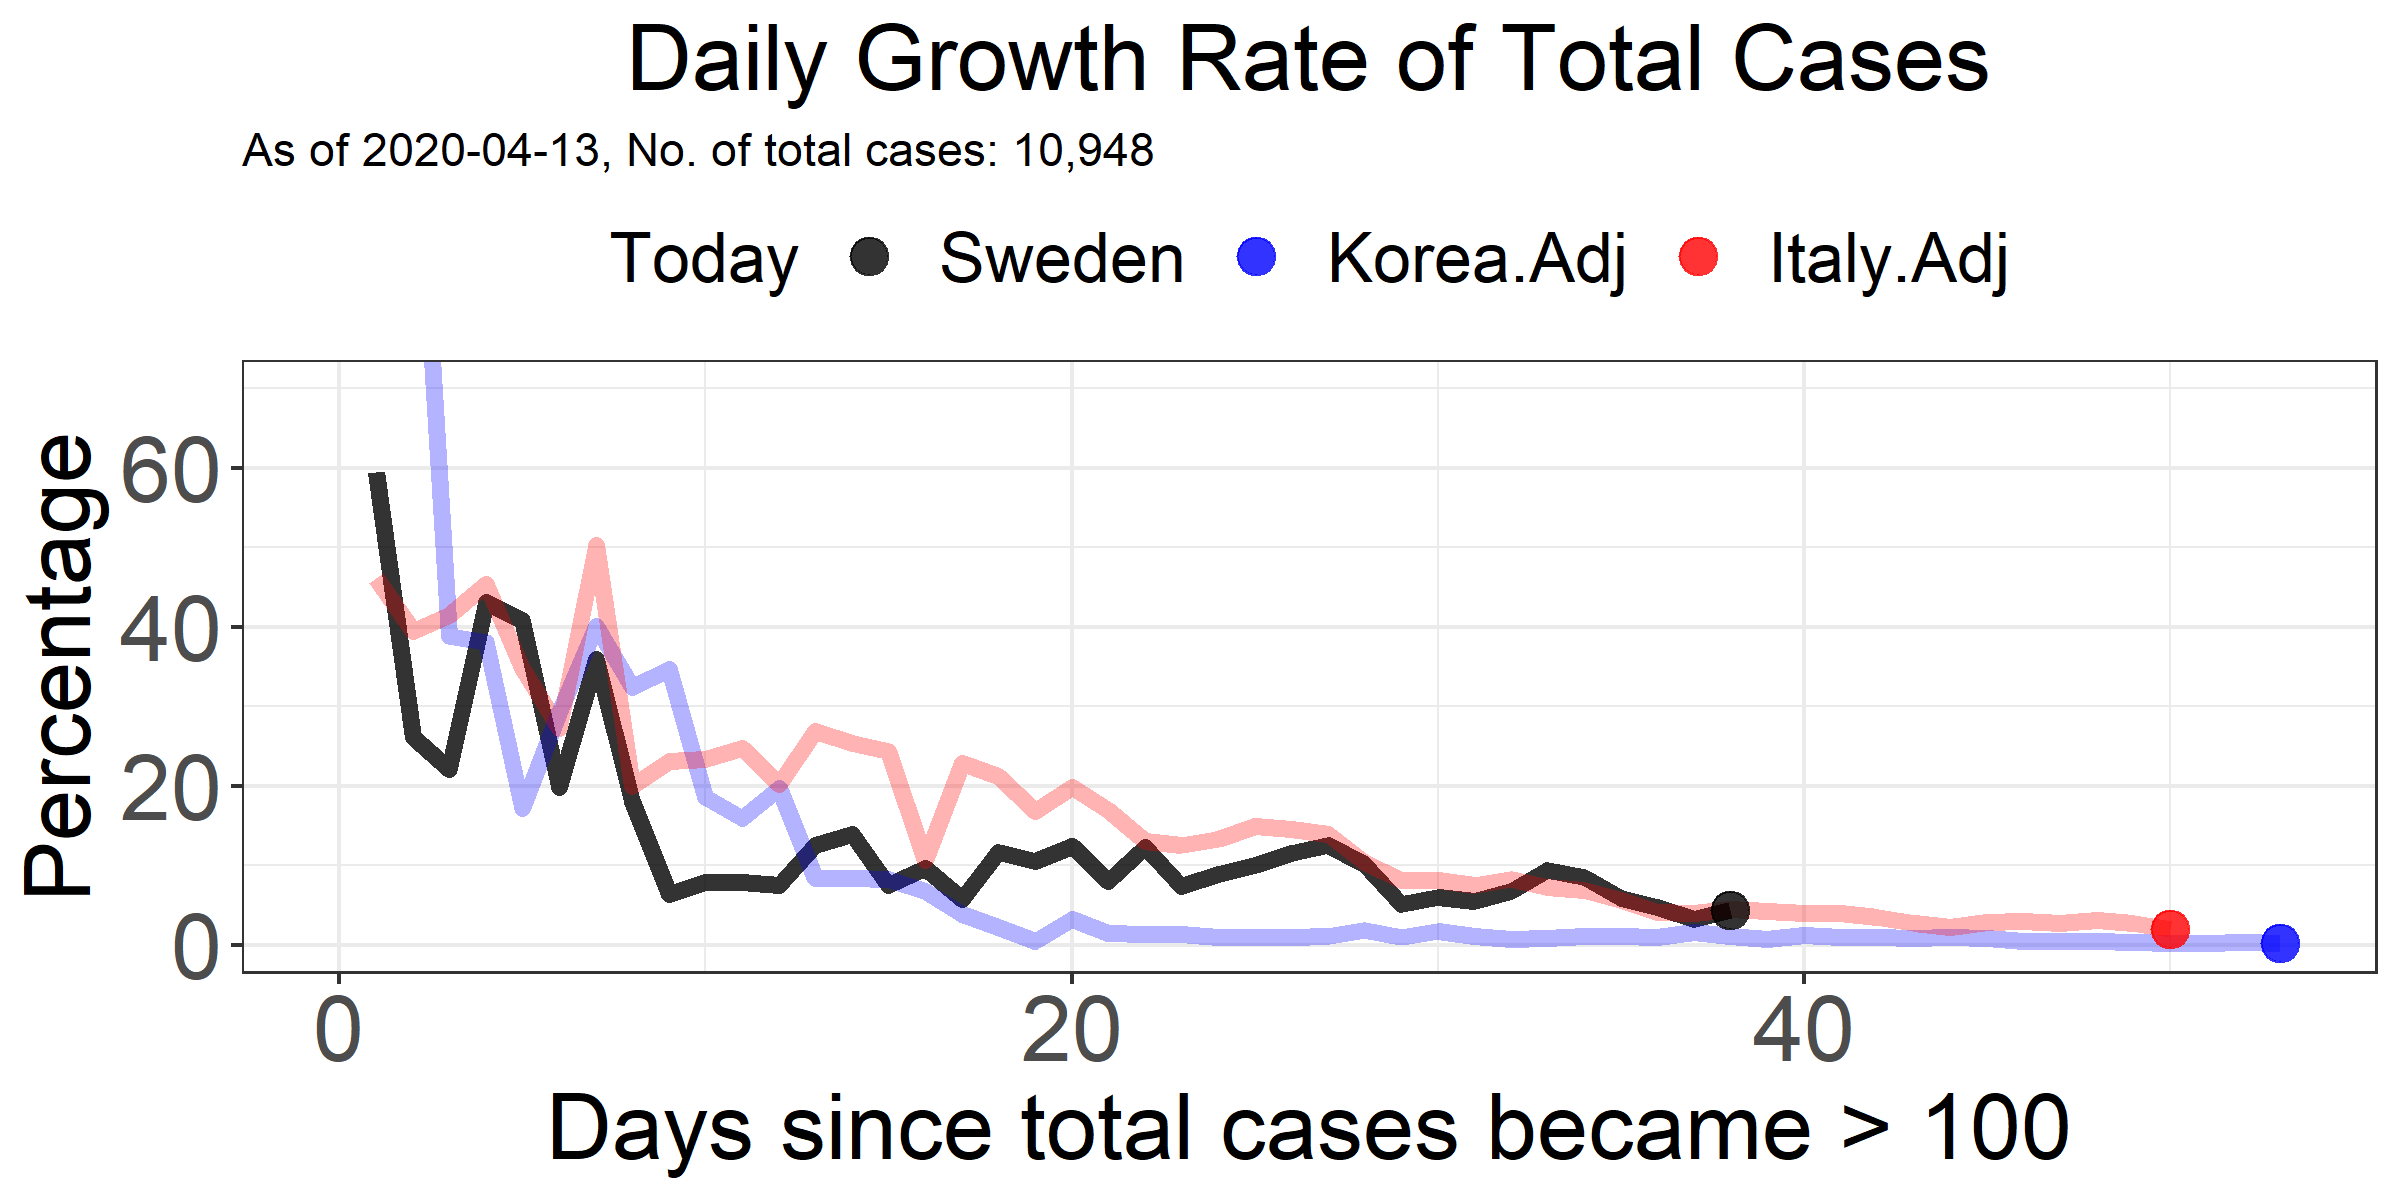 Daily Growth Rate of Total Cases
As of 2020-04-13, No. of total cases: 10,948
Today Sweden Korea.Adj Italy.Adj
Percentage
60
40
20
0
0 20 40
Days since total cases became > 100